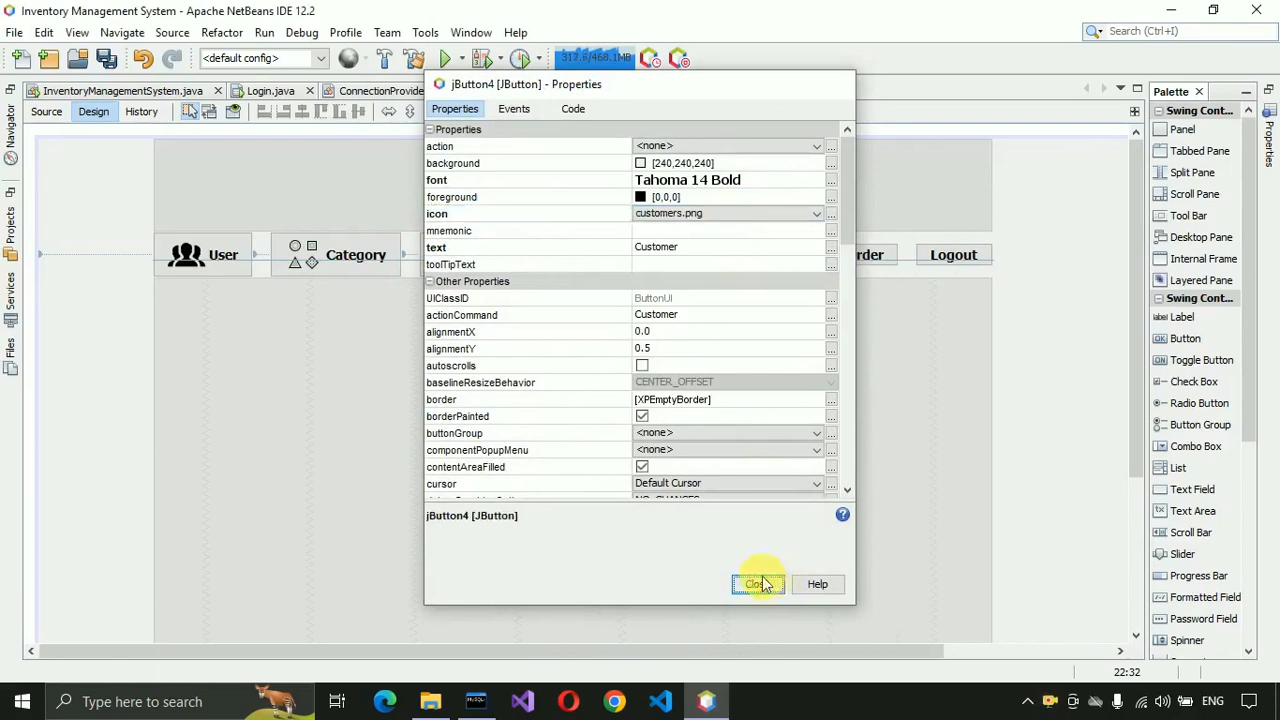 Inventory Management System - Apache NetBeans IDE 12.2
File Edit View Navigate Source Refactor Run Debug Profile Team Tools Window Help
Search (Ctrl+I)
<default config>
InventoryManagementSystem.java
Login.java
ConnectionProvide
Source Design History
Navigator
Projects
Services
Files
User
Category
rder
Logout
jButton4 [JButton] - Properties
Properties Events Code
Properties
action <none>
background [240,240,240]
font Tahoma 14 Bold
foreground [0,0,0]
icon customers.png
mnemonic
text Customer
toolTipText
Other Properties
UIClassID ButtonUI
actionCommand Customer
alignmentX 0.0
alignmentY 0.5
autoscrolls
baselineResizeBehavior CENTER_OFFSET
border [XPEmptyBorder]
borderPainted
buttonGroup <none>
componentPopupMenu <none>
contentAreaFilled
cursor Default Cursor
jButton4 [JButton]
Help
Palette
Swing Cont...
Panel
Tabbed Pane
Split Pane
Scroll Pane
Tool Bar
Desktop Pane
Internal Frame
Layered Pane
Swing Cont...
Label
Button
Toggle Button
Check Box
Radio Button
Button Group
Combo Box
List
Text Field
Text Area
Scroll Bar
Slider
Progress Bar
Formatted Field
Password Field
Spinner
Properties
22:32
Type here to search
ENG